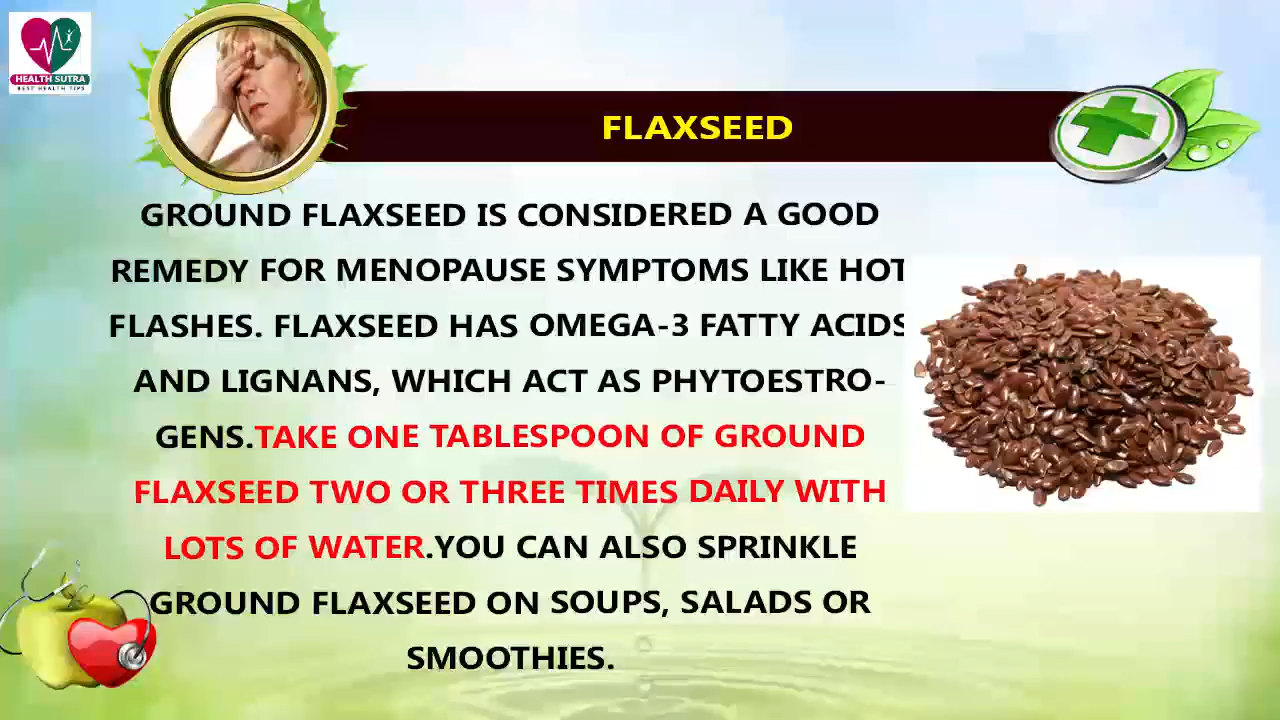 HEALTH SUTRA
BEST HEALTH TIPS
FLAXSEED
GROUND FLAXSEED IS CONSIDERED A GOOD
REMEDY FOR MENOPAUSE SYMPTOMS LIKE HOT
FLASHES. FLAXSEED HAS OMEGA-3 FATTY ACIDS
AND LIGNANS, WHICH ACT AS PHYTOESTRO-
GENS.TAKE ONE TABLESPOON OF GROUND
FLAXSEED TWO OR THREE TIMES DAILY WITH
LOTS OF WATER.YOU CAN ALSO SPRINKLE
GROUND FLAXSEED ON SOUPS, SALADS OR
SMOOTHIES.